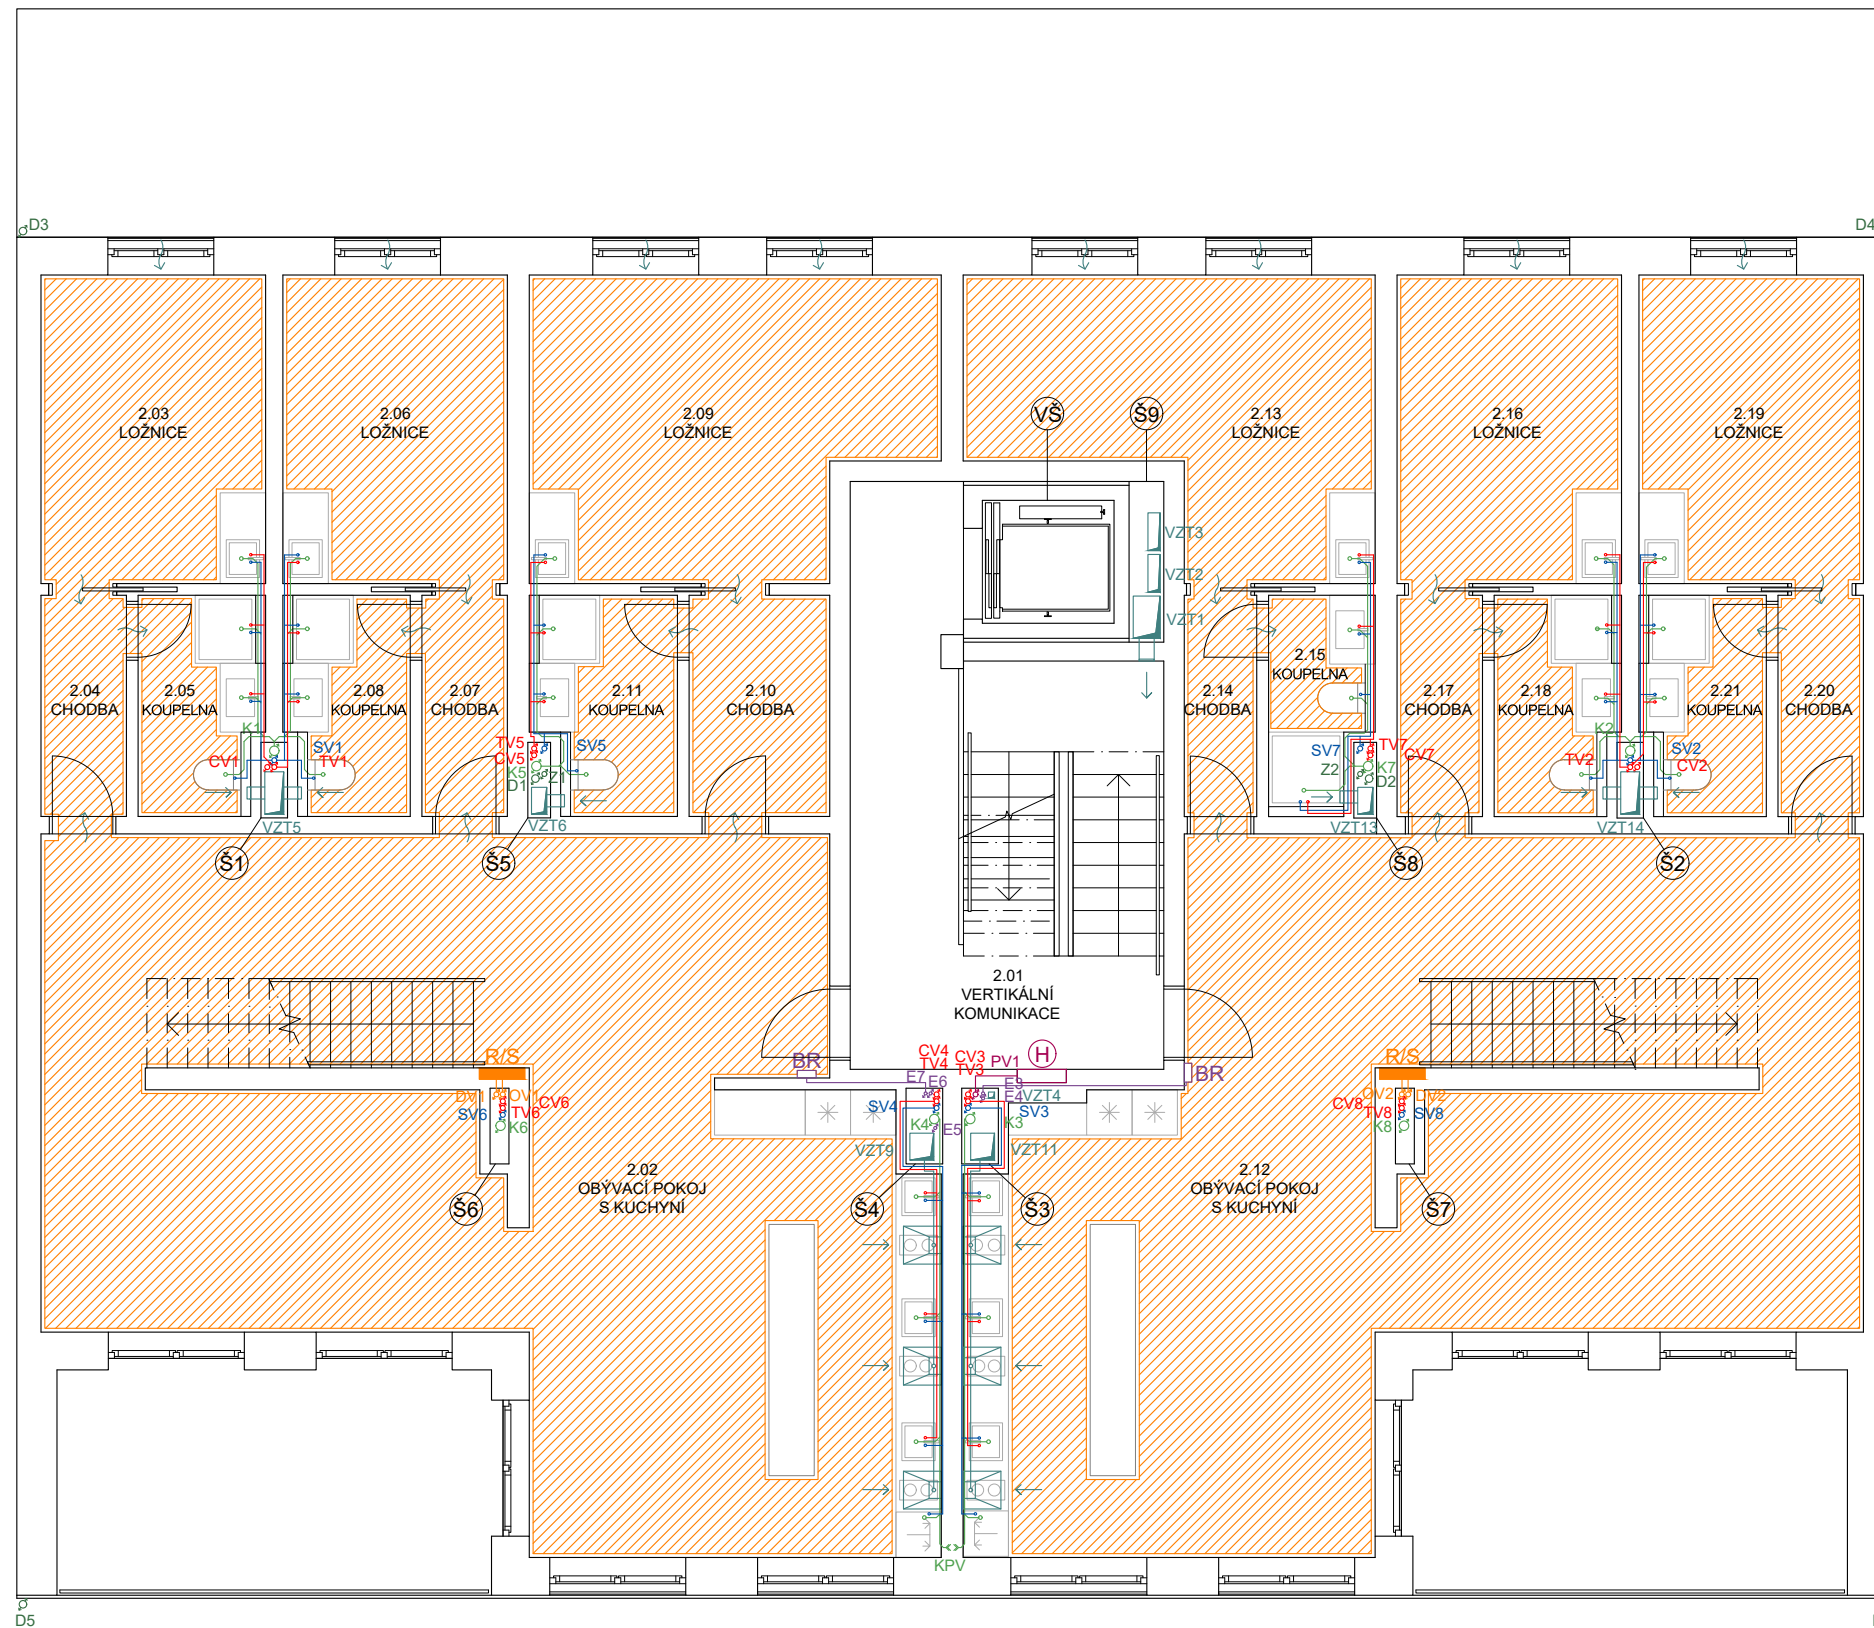 D3
D4
2.03
LOŽNICE
2.06
LOŽNICE
2.09
LOŽNICE
VŠ
Š9
2.13
LOŽNICE
2.16
LOŽNICE
2.19
LOŽNICE
VZT3
VZT2
VZT1
2.04
CHODBA
2.05
KOUPELNA
2.08
KOUPELNA
2.07
CHODBA
2.11
KOUPELNA
2.10
CHODBA
2.14
CHODBA
2.15
KOUPELNA
2.17
CHODBA
2.18
KOUPELNA
2.21
KOUPELNA
2.20
CHODBA
K1
SV1
CV1
TV1
VZT5
Š1
TV5
SV5
CV5
K5
D1
Z1
VZT6
Š5
SV7
TV7
CV7
Z2
K7
D2
VZT13
Š8
K2
TV2
SV2
CV2
VZT14
Š2
2.01
VERTIKÁLNÍ
KOMUNIKACE
R/S
DV1
OV1
CV6
SV6
TV6
K6
Š6
BR
CV4
TV4
CV3
TV3
PV1
H
E7
E6
E9
E4
VZT4
SV4
SV3
K4
E5
K3
VZT9
VZT11
Š4
Š3
BR
R/S
OV2
DV2
CV8
TV8
SV8
K8
Š7
2.02
OBÝVACÍ POKOJ
S KUCHYNÍ
2.12
OBÝVACÍ POKOJ
S KUCHYNÍ
KPV
D5